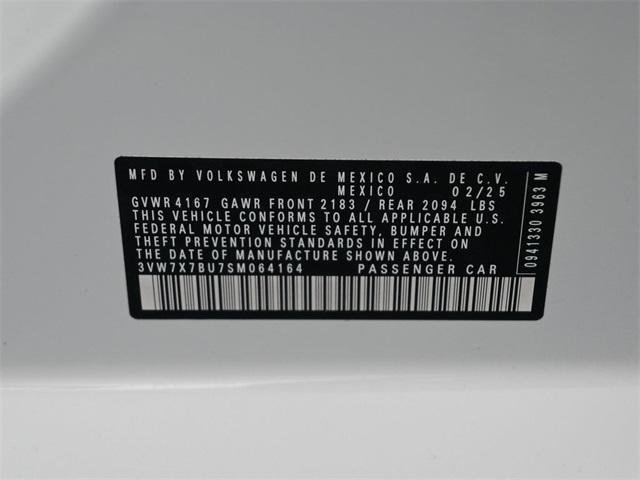 MFD BY VOLKSWAGEN DE MEXICO S.A. DE C.V.
MEXICO 02/25
GVWR 4167 GAWR FRONT 2183 / REAR 2094 LBS
THIS VEHICLE CONFORMS TO ALL APPLICABLE U.S.
FEDERAL MOTOR VEHICLE SAFETY, BUMPER AND
THEFT PREVENTION STANDARDS IN EFFECT ON
THE DATE OF MANUFACTURE SHOWN ABOVE.
3VW7X7BU7SM064164 PASSENGER CAR
0941330 3963 M